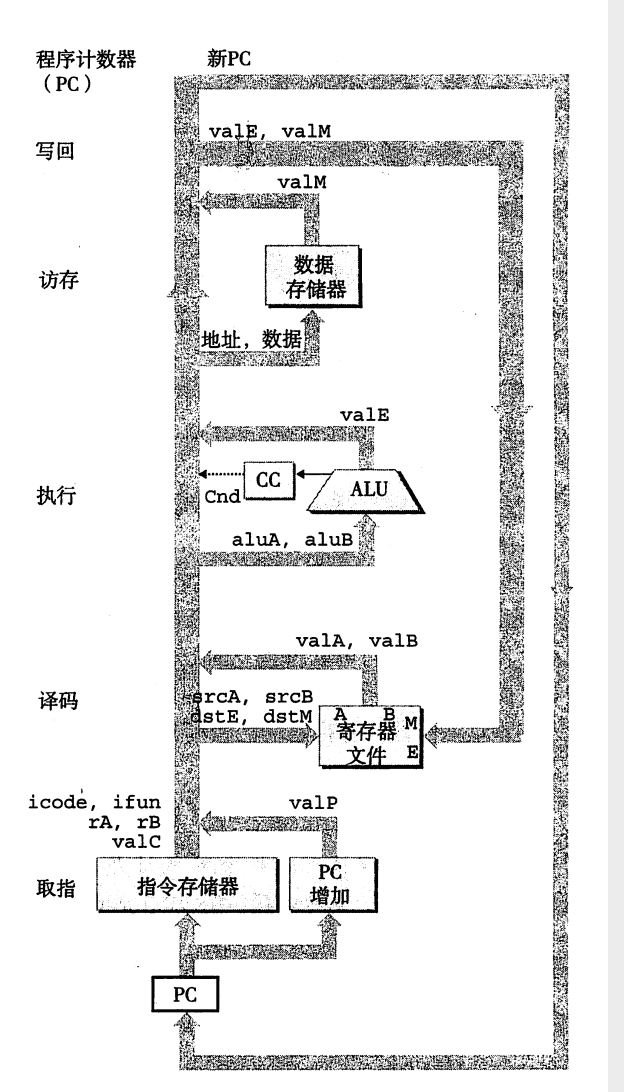 程序计数器
（PC）
新PC
valE, valM
写回
valM
数据
存储器
访存
地址，数据
valE
CC
ALU
Cnd
执行
aluA, aluB
valA, valB
译码
srcA, srcB
dstE, dstM
A
B
M
寄存器
文件
E
icode, ifun
rA, rB
valC
valP
取指
指令存储器
PC
增加
PC